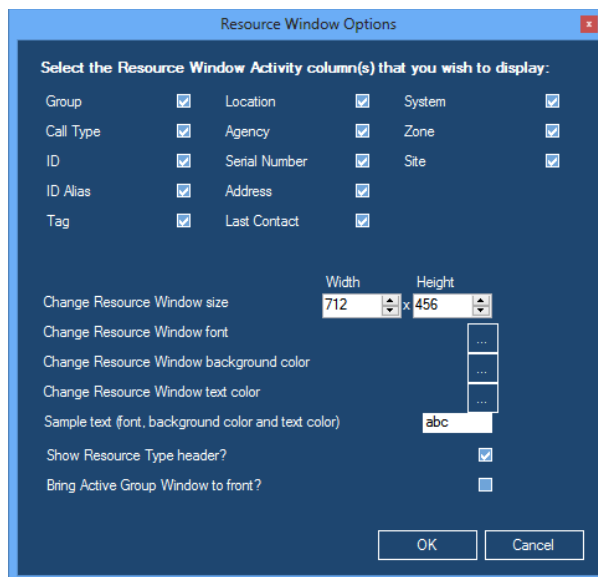 Resource Window Options
x
Select the Resource Window Activity column(s) that you wish to display:
Group Location System
Call Type Agency Zone
ID Serial Number Site
ID Alias Address
Tag Last Contact
Width Height
Change Resource Window size 712 x 456
Change Resource Window font ...
Change Resource Window background color ...
Change Resource Window text color ...
Sample text (font, background color and text color) abc
Show Resource Type header?
Bring Active Group Window to front?
OK Cancel